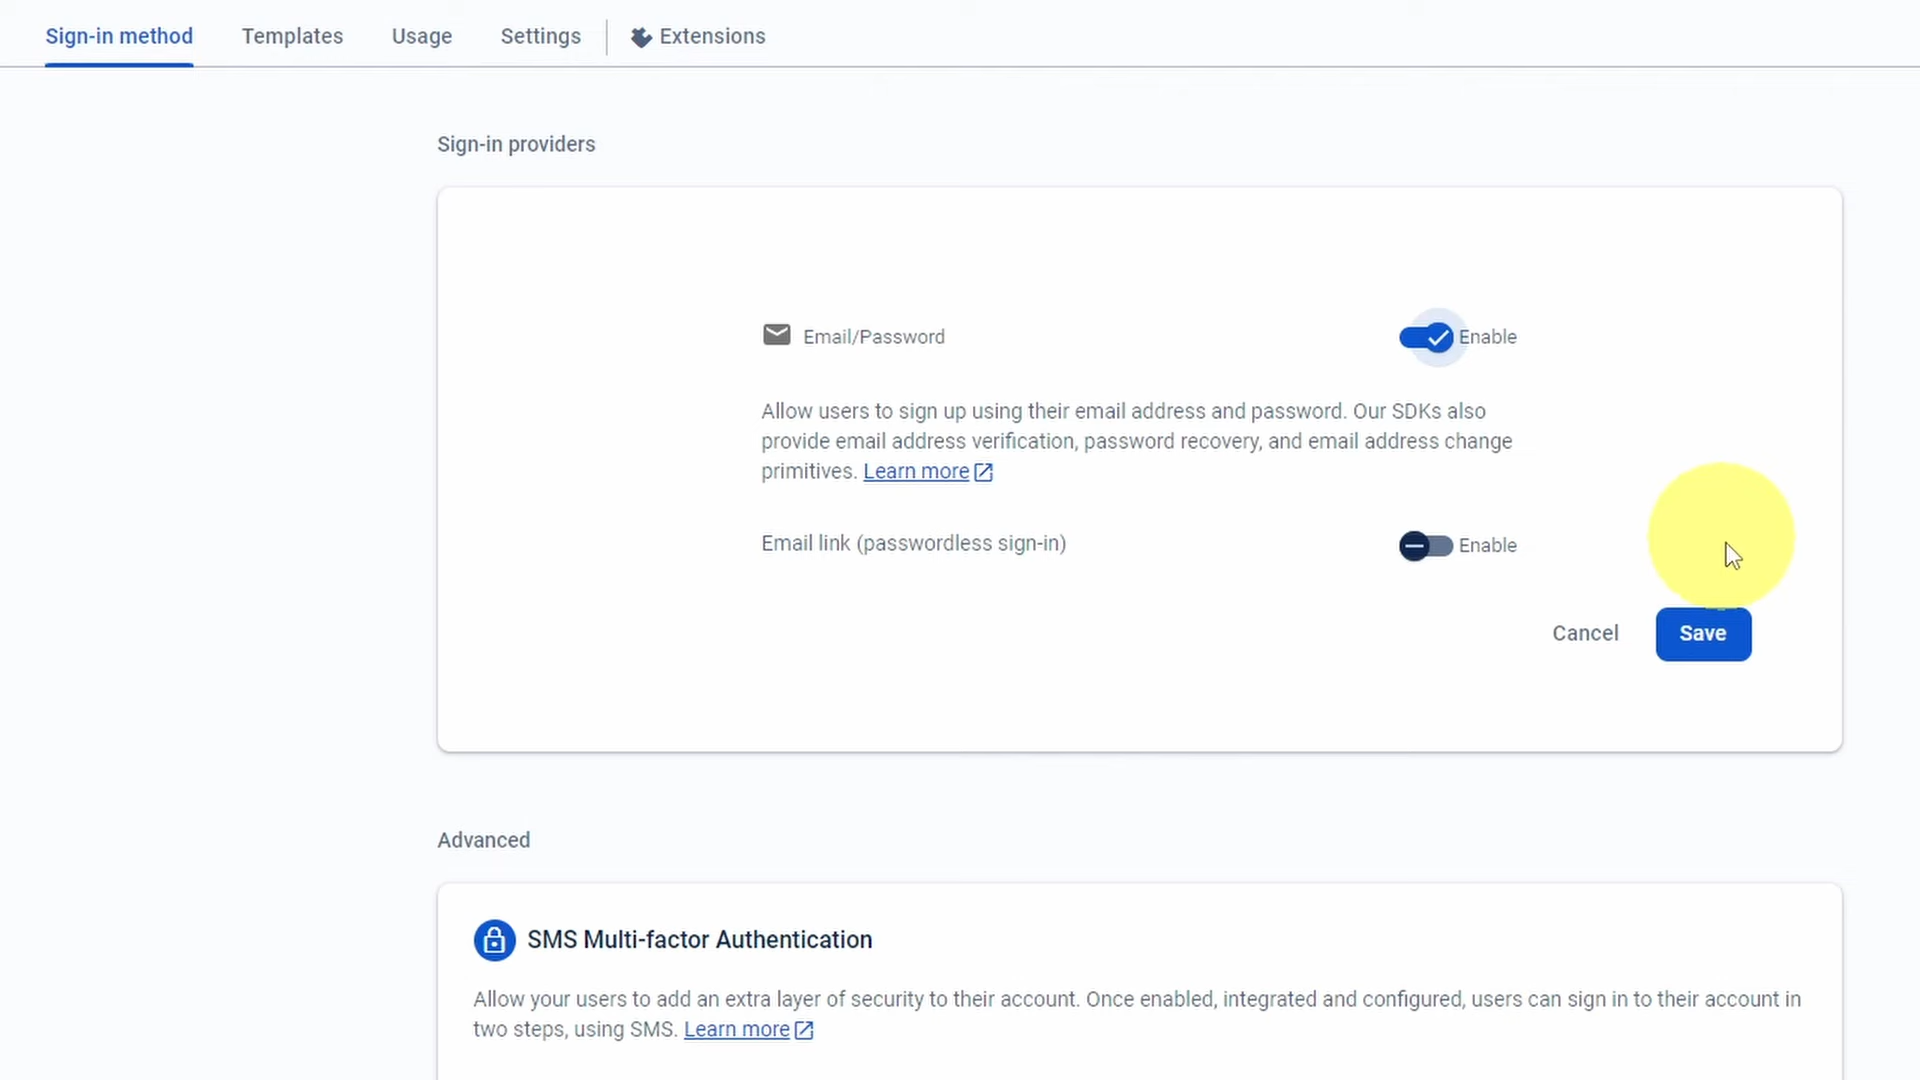 Sign-in method
Templates
Usage
Settings
Extensions
Sign-in providers
Email/Password
Enable
Allow users to sign up using their email address and password. Our SDKs also
provide email address verification, password recovery, and email address change
primitives. Learn more
Email link (passwordless sign-in)
Enable
Cancel
Save
Advanced
SMS Multi-factor Authentication
Allow your users to add an extra layer of security to their account. Once enabled, integrated and configured, users can sign in to their account in
two steps, using SMS. Learn more